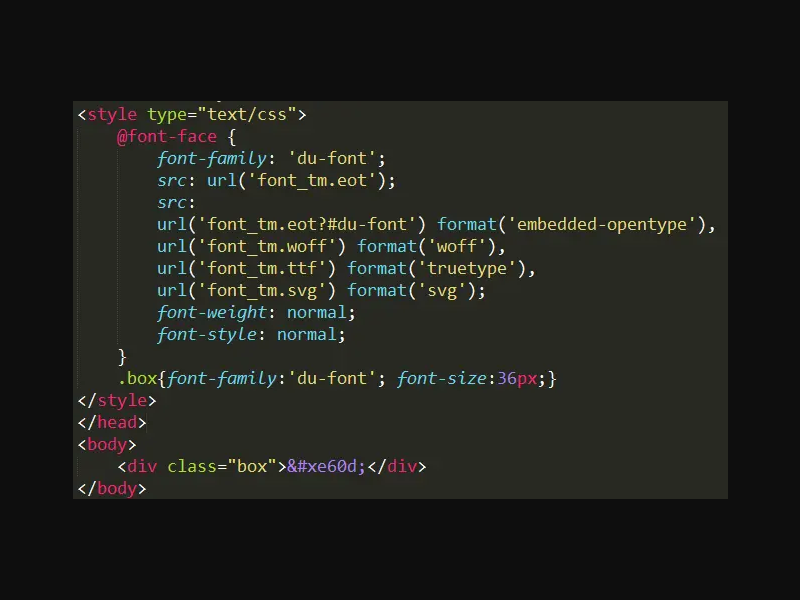 <style type="text/css">
@font-face {
font-family: 'du-font';
src: url('font_tm.eot');
src:
url('font_tm.eot?#du-font') format('embedded-opentype'),
url('font_tm.woff') format('woff'),
url('font_tm.ttf') format('truetype'),
url('font_tm.svg') format('svg');
font-weight: normal;
font-style: normal;
}
.box{font-family:'du-font'; font-size:36px;}
</style>
</head>
<body>
<div class="box">&#xe60d;</div>
</body>